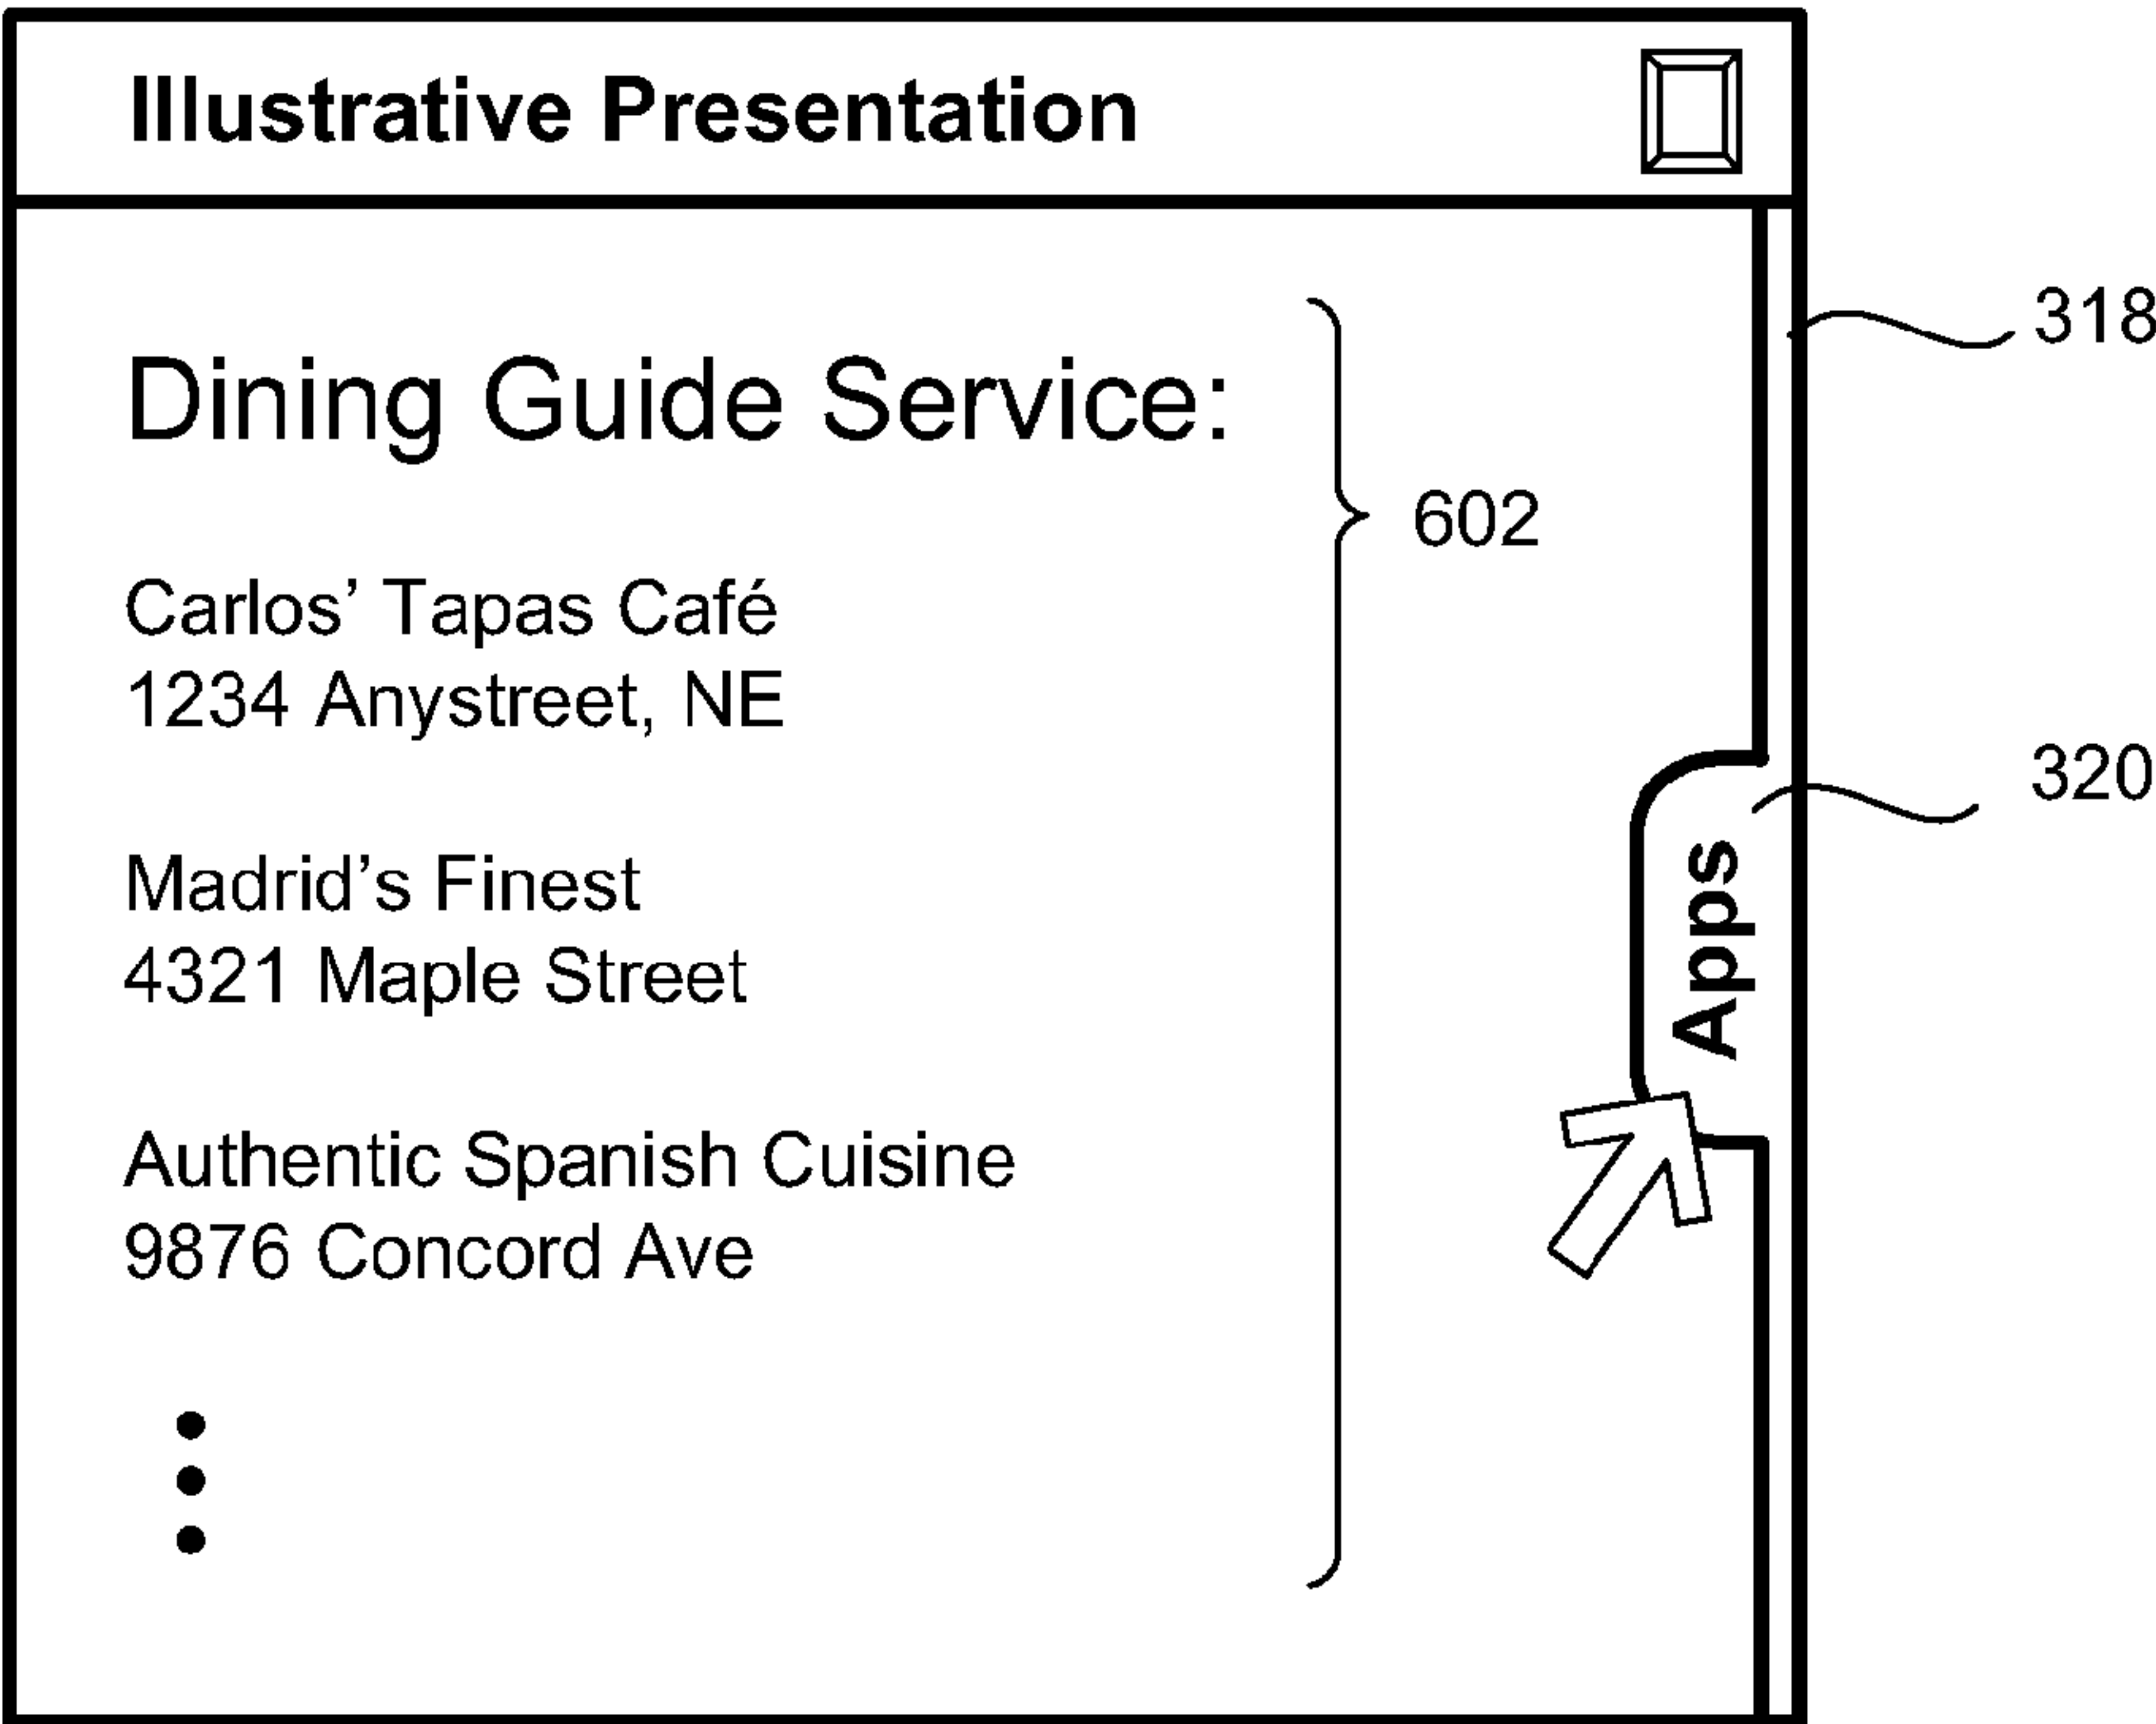 Illustrative Presentation
318
Dining Guide Service:
602
Carlos’ Tapas Café
1234 Anystreet, NE
320
Apps
Madrid’s Finest
4321 Maple Street
Authentic Spanish Cuisine
9876 Concord Ave